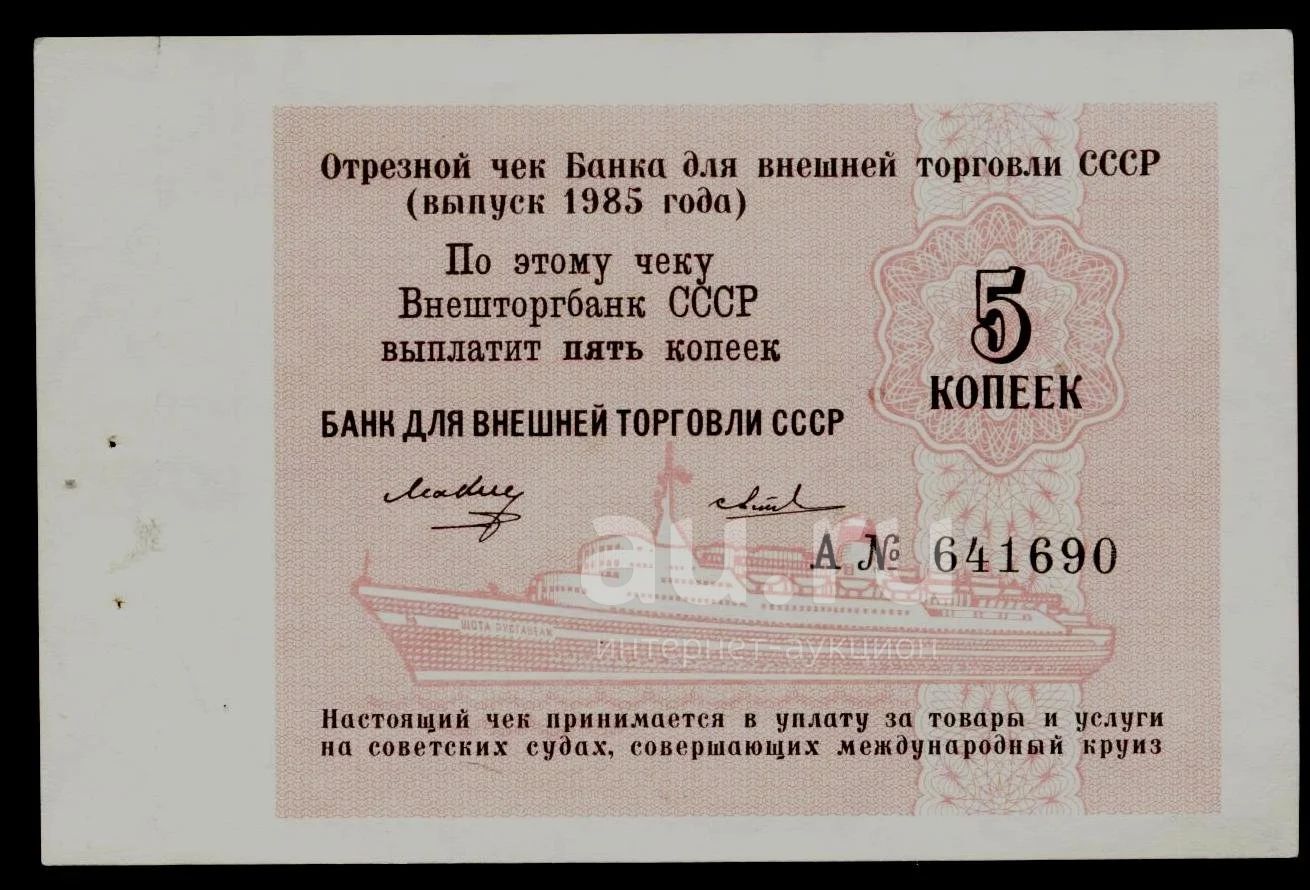 Отрезной чек Банка для внешней торговли СССР
(выпуск 1985 года)
По этому чеку
Внешторгбанк СССР
выплатит пять копеек
5
КОПЕЕК
БАНК ДЛЯ ВНЕШНЕЙ ТОРГОВЛИ СССР
А № 641690
au.ru
интернет-аукцион
ШОТА РУСТАВЕЛИ
Настоящий чек принимается в уплату за товары и услуги
на советских судах, совершающих международный круиз